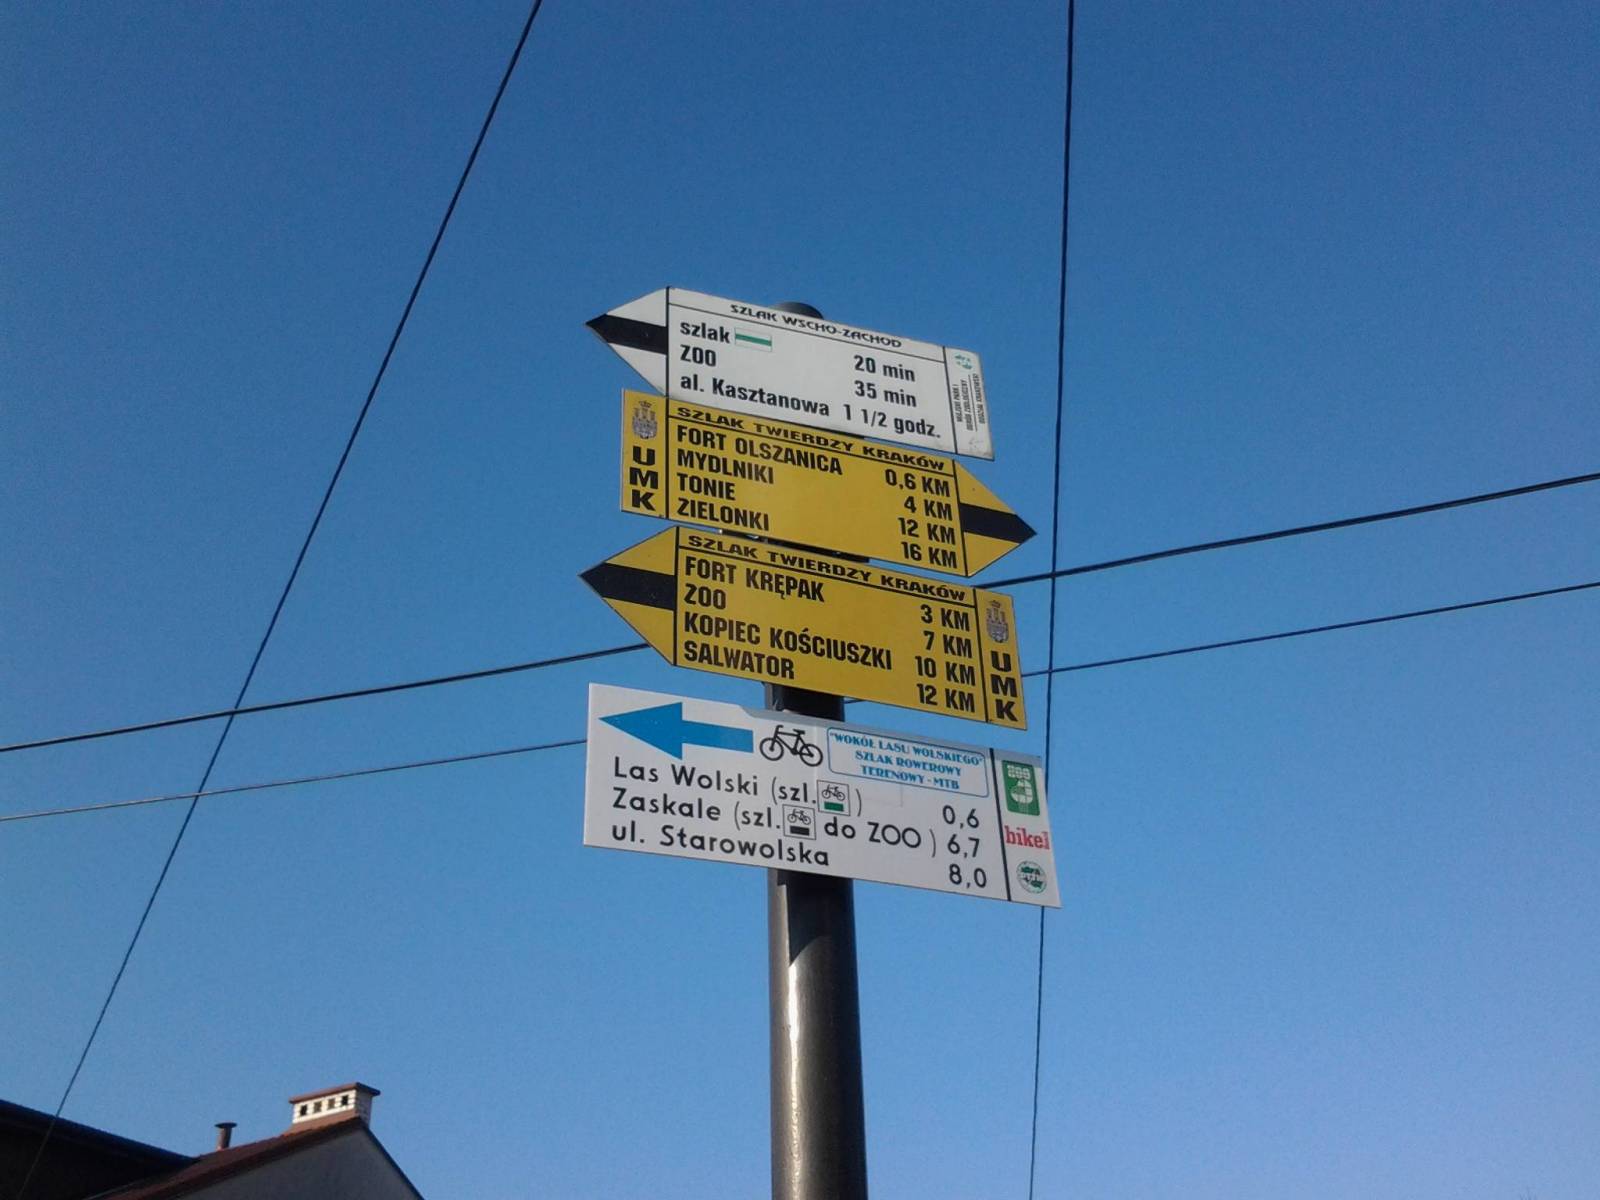 SZLAK WSCHO-ZACHOD
szlak 20 min
ZOO 35 min
al. Kasztanowa 1 1/2 godz.
SZLAK TWIERDZY KRAKÓW
UMK
FORT OLSZANICA 0,6 KM
MYDLNIKI 4 KM
TONIE 12 KM
ZIELONKI 16 KM
SZLAK TWIERDZY KRAKÓW
FORT KRĘPAK 3 KM
ZOO 7 KM
KOPIEC KOŚCIUSZKI 10 KM
SALWATOR 12 KM
UMK
"WOKÓŁ LASU WOLSKIEGO"
SZLAK ROWEROWY
TERENOWY - MTB
Las Wolski (szl. ) 0,6
Zaskale (szl. do ZOO) 6,7
ul. Starowolska 8,0
bike